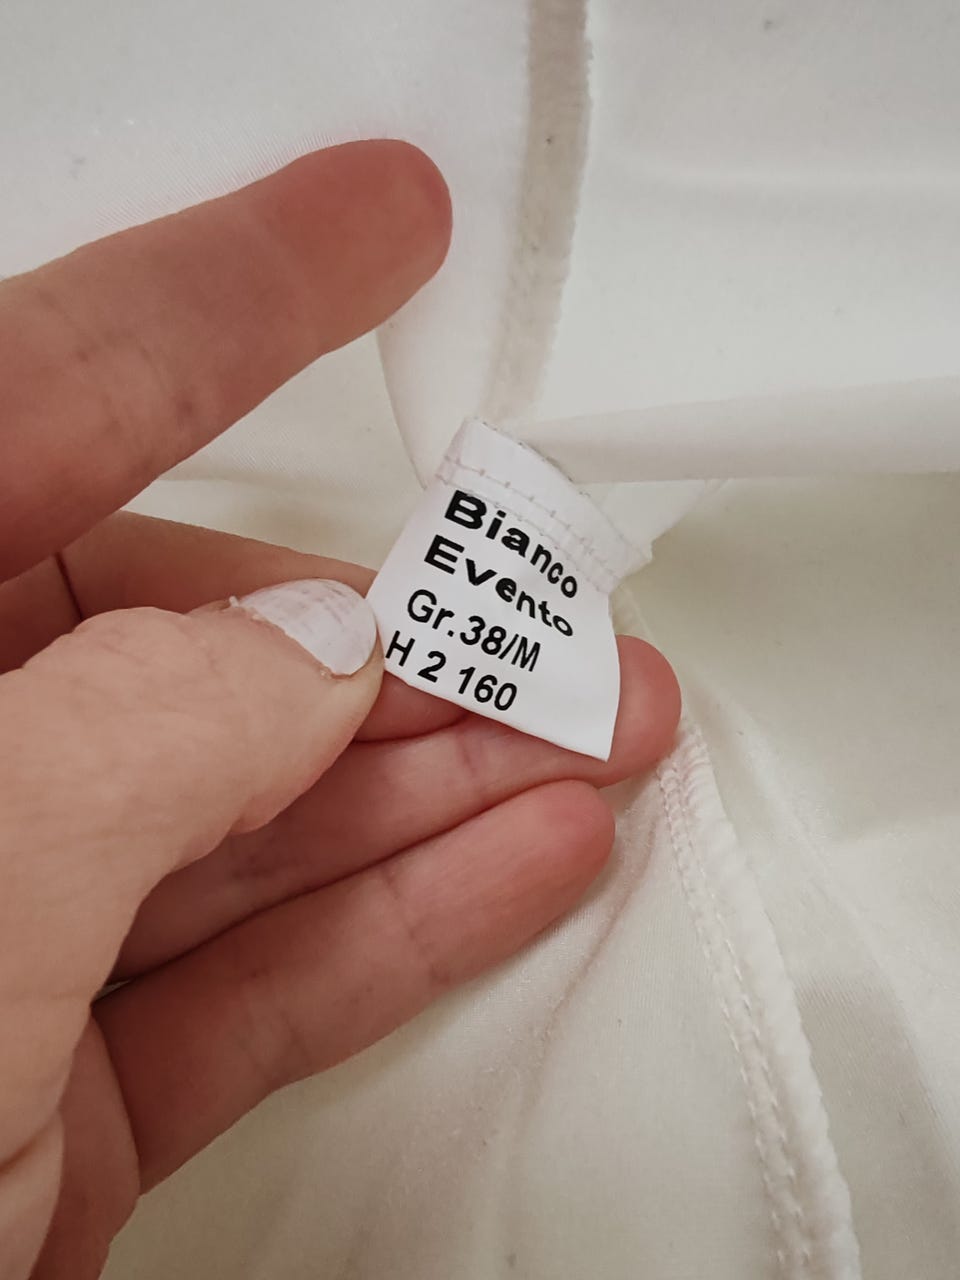 Bianco
Evento
Gr.38/M
H 2 160